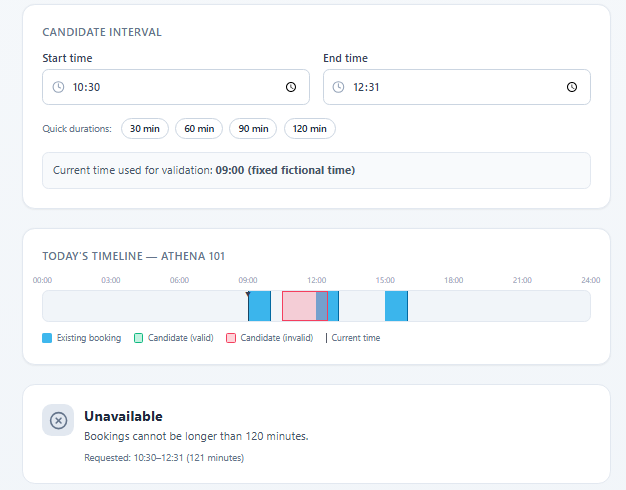 CANDIDATE INTERVAL
Start time End time
10:30 12:31
Quick durations: 30 min 60 min 90 min 120 min
Current time used for validation: 09:00 (fixed fictional time)
TODAY'S TIMELINE — ATHENA 101
00:00 03:00 06:00 09:00 12:00 15:00 18:00 21:00 24:00
Existing booking Candidate (valid) Candidate (invalid) Current time
Unavailable
Bookings cannot be longer than 120 minutes.
Requested: 10:30–12:31 (121 minutes)